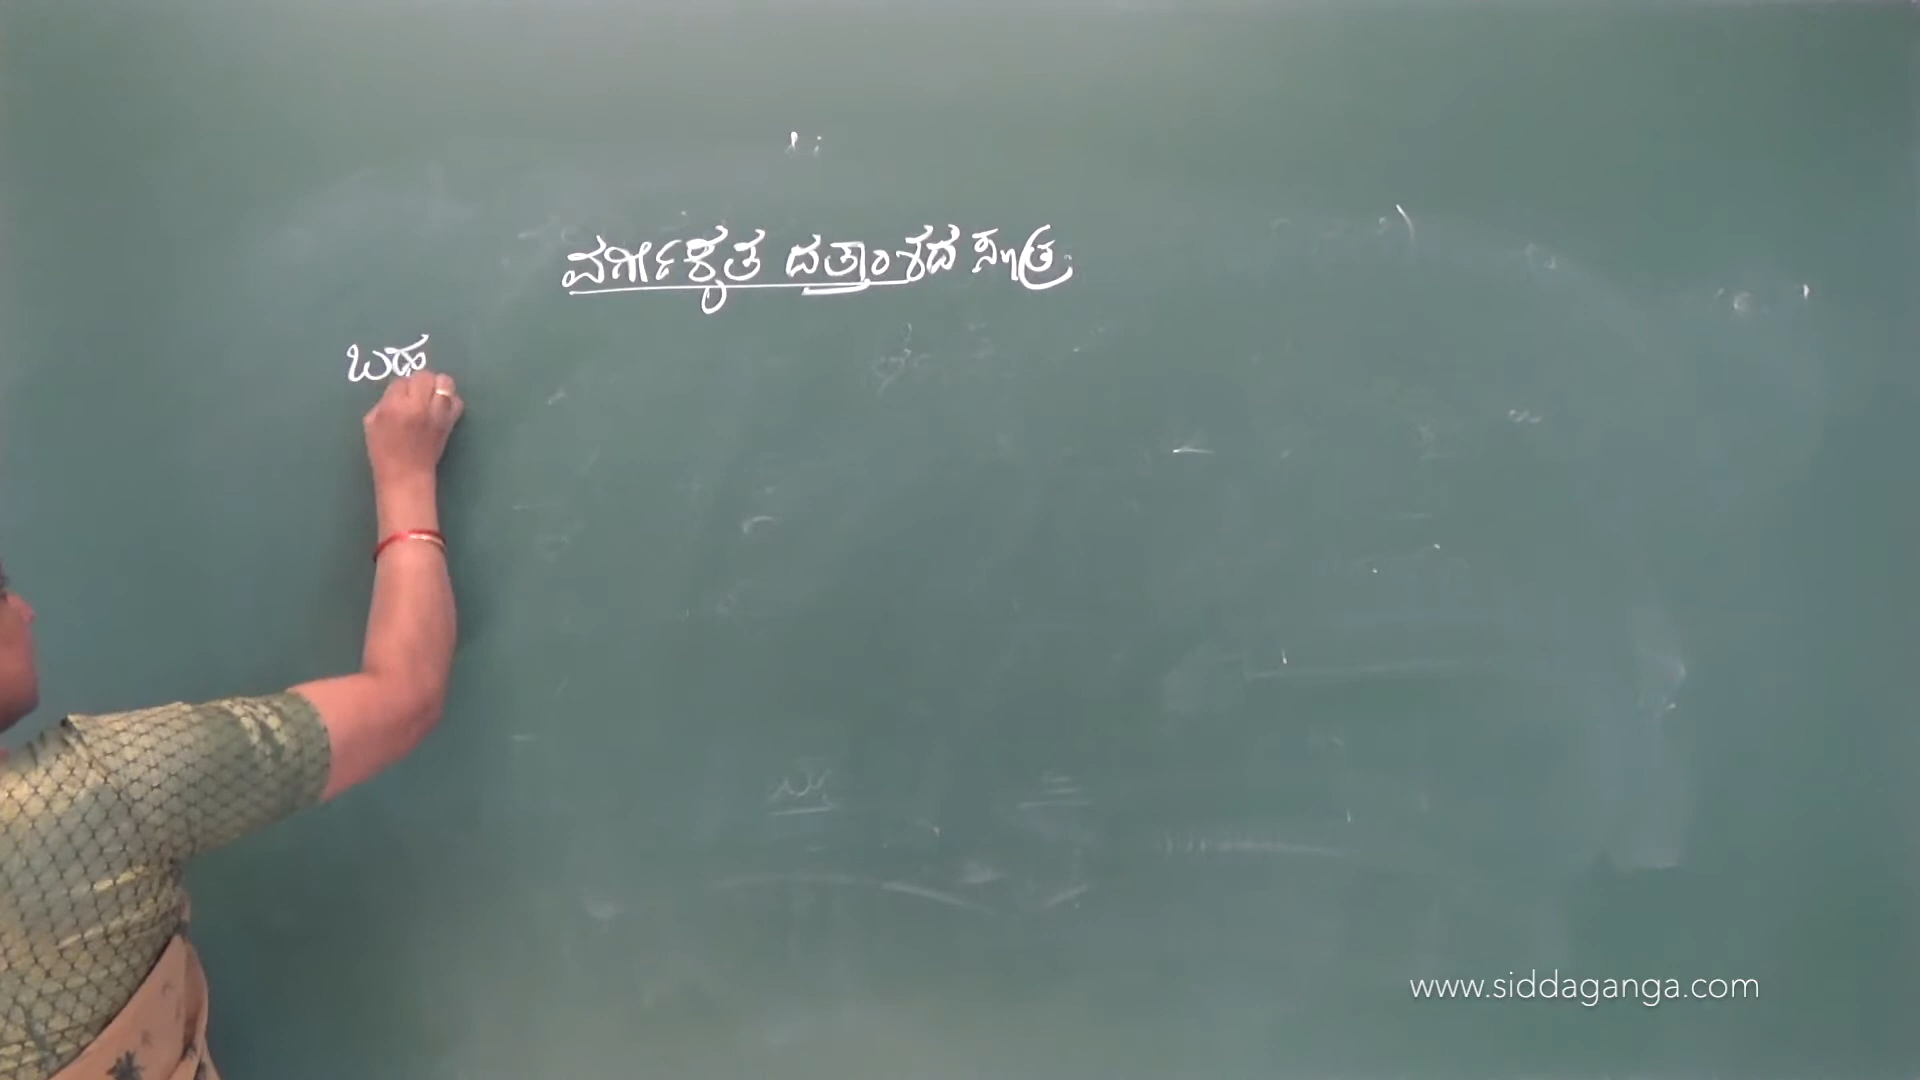 ವರ್ಗೀಕೃತ ದತ್ತಾಂಶದ ಸೂತ್ರ
ಬಹ
www.siddaganga.com